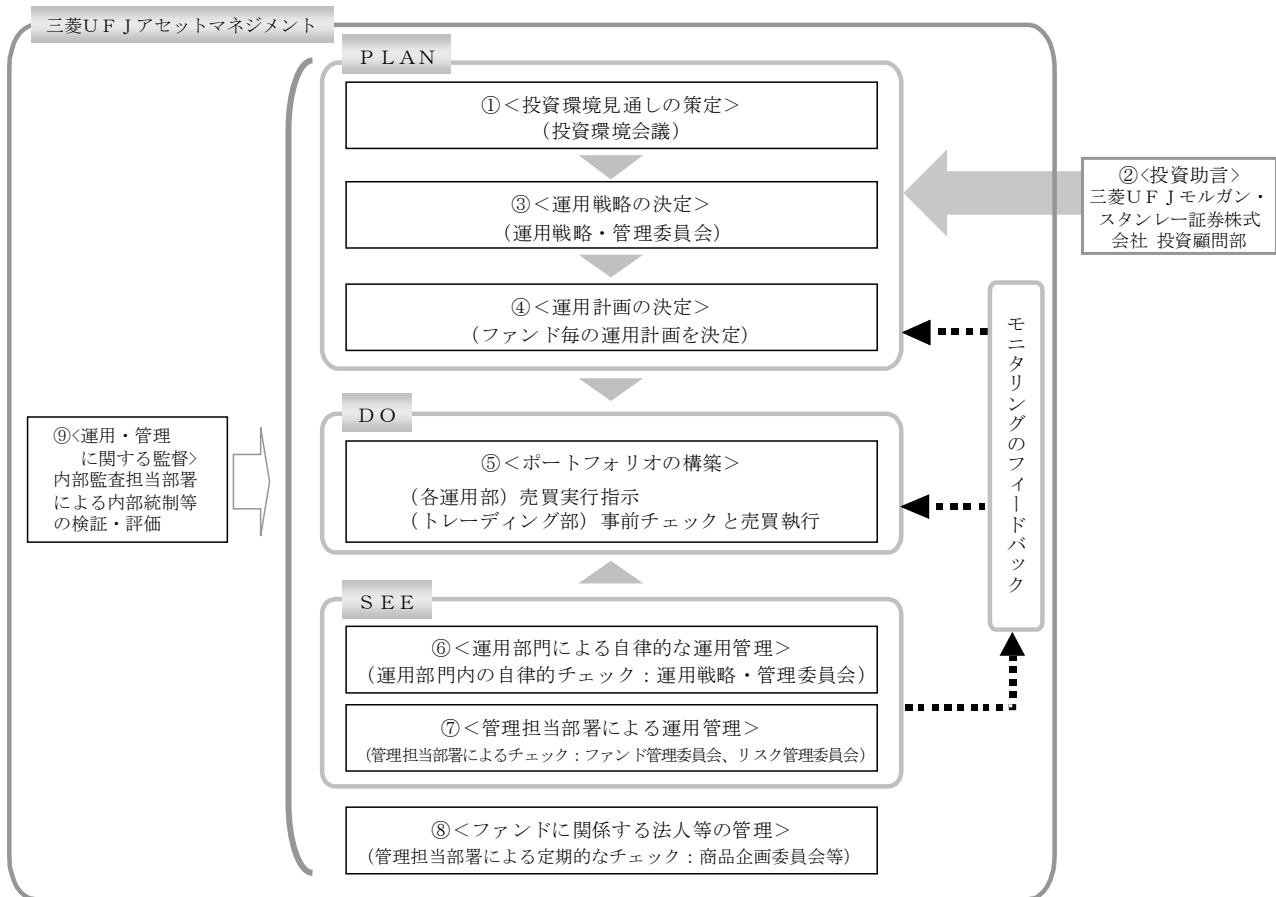 三菱ＵＦＪアセットマネジメント
ＰＬＡＮ
①＜投資環境見通しの策定＞
（投資環境会議）
②<投資助言>
三菱ＵＦＪモルガン・
スタンレー証券株式
会社 投資顧問部
③＜運用戦略の決定＞
（運用戦略・管理委員会）
④＜運用計画の決定＞
（ファンド毎の運用計画を決定）
モニタリングのフィードバック
ＤＯ
⑤＜ポートフォリオの構築＞
（各運用部）売買実行指示
（トレーディング部）事前チェックと売買執行
⑨<運用・管理
に関する監督>
内部監査担当部署
による内部統制等
の検証・評価
ＳＥＥ
⑥＜運用部門による自律的な運用管理＞
（運用部門内の自律的チェック：運用戦略・管理委員会）
⑦＜管理担当部署による運用管理＞
（管理担当部署によるチェック：ファンド管理委員会、リスク管理委員会）
⑧＜ファンドに関係する法人等の管理＞
（管理担当部署による定期的なチェック：商品企画委員会等）